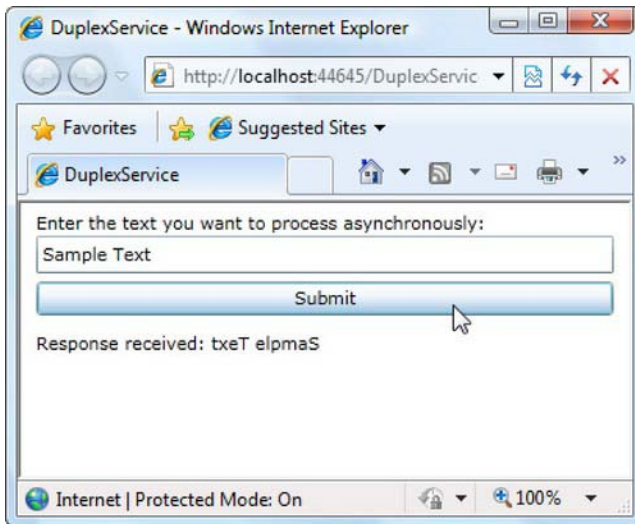 DuplexService - Windows Internet Explorer
http://localhost:44645/DuplexServic
Favorites Suggested Sites
DuplexService
Enter the text you want to process asynchronously:
Sample Text
Submit
Response received: txeT elpmaS
Internet | Protected Mode: On 100%